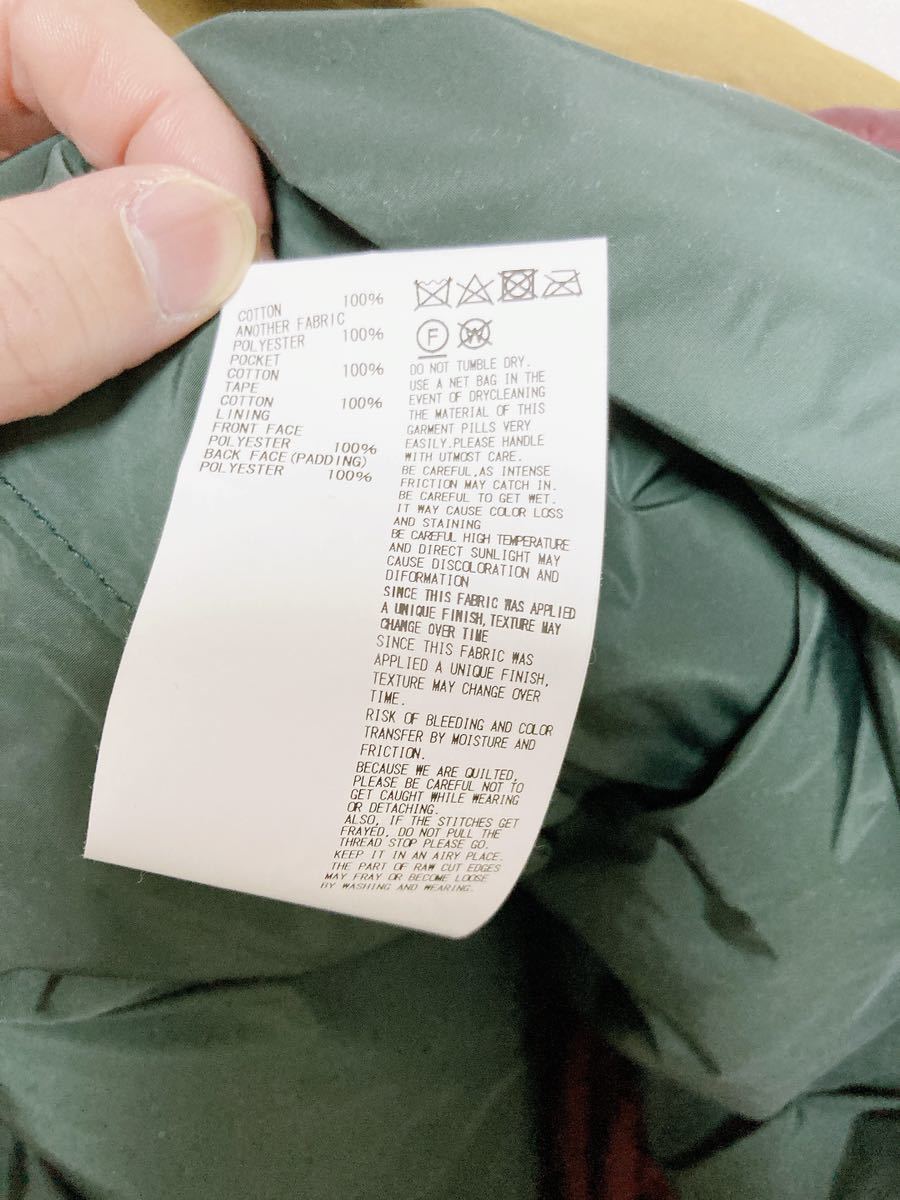 COTTON 100%
ANOTHER FABRIC
POLYESTER 100%
POCKET
COTTON 100%
TAPE
COTTON 100%
LINING
FRONT FACE
POLYESTER 100%
BACK FACE(PADDING)
POLYESTER 100%
F
W
DO NOT TUMBLE DRY.
USE A NET BAG IN THE
EVENT OF DRYCLEANING
THE MATERIAL OF THIS
GARMENT PILLS VERY
EASILY.PLEASE HANDLE
WITH UTMOST CARE.
BE CAREFUL,AS INTENSE
FRICTION MAY CATCH IN.
BE CAREFUL TO GET WET.
IT WAY CAUSE COLOR LOSS
AND STAINING
BE CAREFUL HIGH TEMPERATURE
AND DIRECT SUNLIGHT MAY
CAUSE DISCOLORATION AND
DIFORMATION
SINCE THIS FABRIC WAS APPLIED
A UNIQUE FINISH,TEXTURE MAY
CHANGE OVER TIME
SINCE THIS FABRIC WAS
APPLIED A UNIQUE FINISH,
TEXTURE MAY CHANGE OVER
TIME.
RISK OF BLEEDING AND COLOR
TRANSFER BY MOISTURE AND
FRICTION.
BECAUSE WE ARE QUILTED,
PLEASE BE CAREFUL NOT TO
GET CAUGHT WHILE WEARING
OR DETACHING.
ALSO, IF THE STITCHES GET
FRAYED, DO NOT PULL THE
THREAD STOP PLEASE GO.
KEEP IT IN AN AIRY PLACE.
THE PART OF RAW CUT EDGES
MAY FRAY OR BECOME LOOSE
BY WASHING AND WEARING.